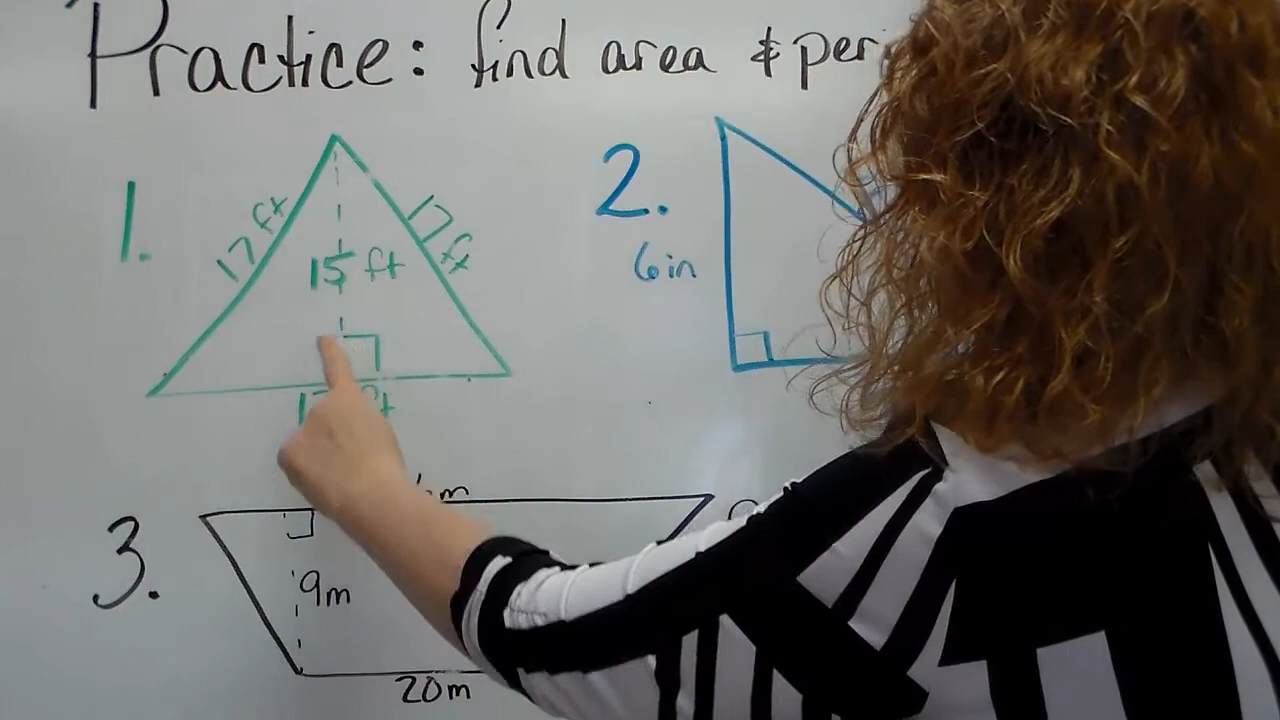 Practice: find area & per
1.
17 ft
17 ft
15 ft
2.
6in
3.
9m
20m